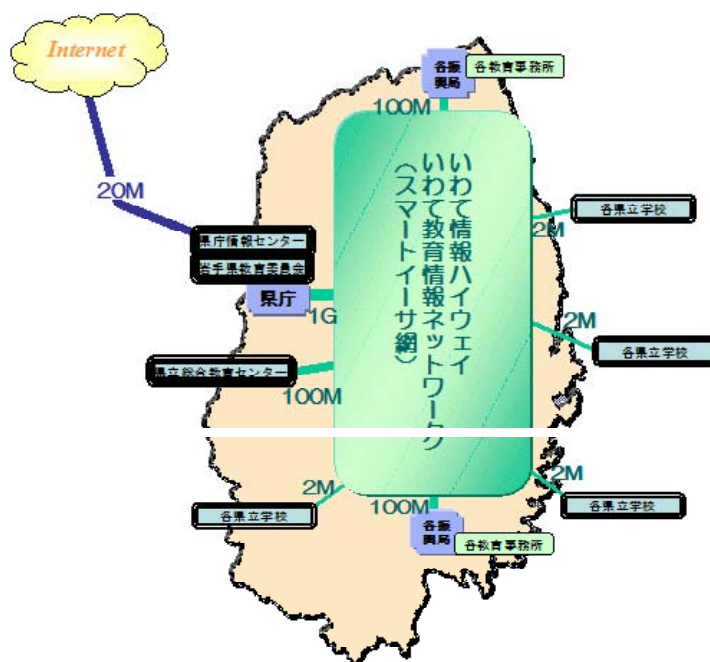 Internet
各振
興局
各教育事務所
100M
いわて情報ハイウェイ
いわて教育情報ネットワーク
(スマートイーサ網)
20M
各県立学校
2M
県庁情報センター
岩手県教育委員会
県庁
1G
2M
各県立学校
県立総合教育センター
100M
2M
各県立学校
100M
2M
各県立学校
各振
興局
各教育事務所